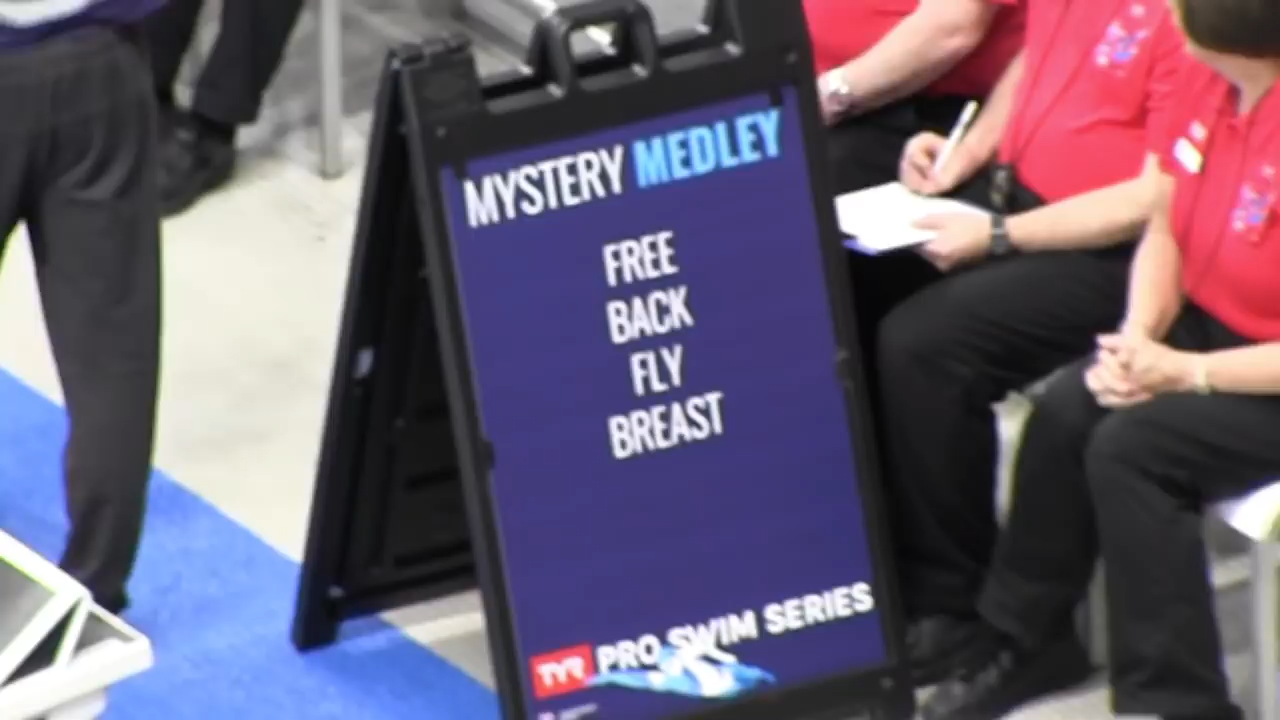 MYSTERY MEDLEY
FREE
BACK
FLY
BREAST
TYR PRO SWIM SERIES